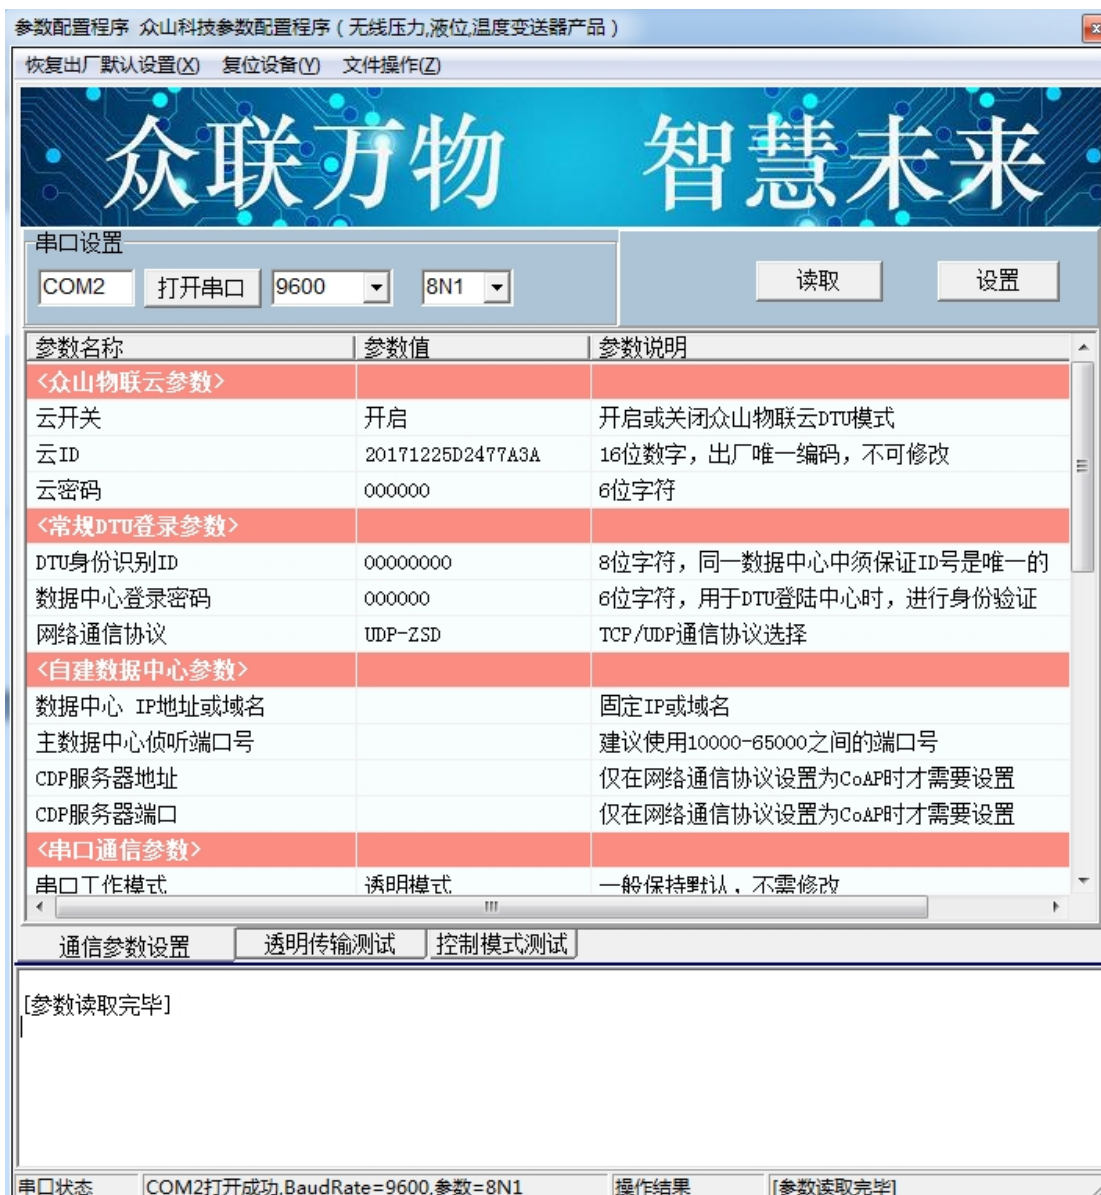 参数配置程序 众山科技参数配置程序（无线压力,液位,温度变送器产品）
恢复出厂默认设置(X) 复位设备(Y) 文件操作(Z)
众联万物 智慧未来
串口设置
COM2 打开串口 9600 8N1 读取 设置
参数名称 参数值 参数说明
<众山物联云参数>
云开关 开启 开启或关闭众山物联云DTU模式
云ID 20171225D2477A3A 16位数字，出厂唯一编码，不可修改
云密码 000000 6位字符
<常规DTU登录参数>
DTU身份识别ID 00000000 8位字符，同一数据中心中须保证ID号是唯一的
数据中心登录密码 000000 6位字符，用于DTU登陆中心时，进行身份验证
网络通信协议 UDP-ZSD TCP/UDP通信协议选择
<自建数据中心参数>
数据中心 IP地址或域名 固定IP或域名
主数据中心侦听端口号 建议使用10000-65000之间的端口号
CDP服务器地址 仅在网络通信协议设置为CoAP时才需要设置
CDP服务器端口 仅在网络通信协议设置为CoAP时才需要设置
<串口通信参数>
串口工作模式 透明模式 一般保持默认，不需修改
通信参数设置 透明传输测试 控制模式测试
[参数读取完毕]
串口状态 COM2打开成功,BaudRate=9600,参数=8N1 操作结果 [参数读取完毕]